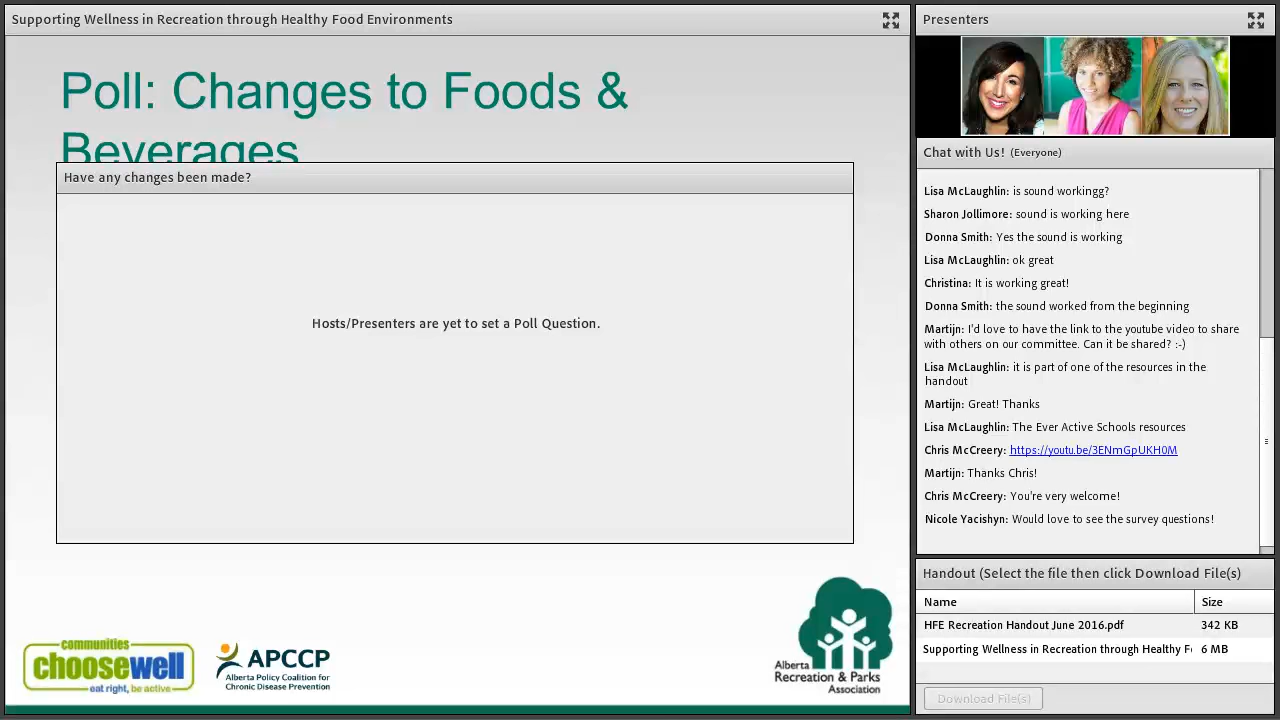 Supporting Wellness in Recreation through Healthy Food Environments
Poll: Changes to Foods &
Beverages
Have any changes been made?
Hosts/Presenters are yet to set a Poll Question.
communities
choosewell
eat right, be active
APCCP
Alberta Policy Coalition for
Chronic Disease Prevention
Alberta
Recreation & Parks
Association
Presenters
Chat with Us! (Everyone)
Lisa McLaughlin: is sound workingg?
Sharon Jollimore: sound is working here
Donna Smith: Yes the sound is working
Lisa McLaughlin: ok great
Christina: It is working great!
Donna Smith: the sound worked from the beginning
Martijn: I'd love to have the link to the youtube video to share
with others on our committee. Can it be shared? :-)
Lisa McLaughlin: it is part of one of the resources in the
handout
Martijn: Great! Thanks
Lisa McLaughlin: The Ever Active Schools resources
Chris McCreery: https://youtu.be/3ENmGpUKH0M
Martijn: Thanks Chris!
Chris McCreery: You're very welcome!
Nicole Yacishyn: Would love to see the survey questions!
Handout (Select the file then click Download File(s)
Name Size
HFE Recreation Handout June 2016.pdf 342 KB
Supporting Wellness in Recreation through Healthy F 6 MB
Download File(s)